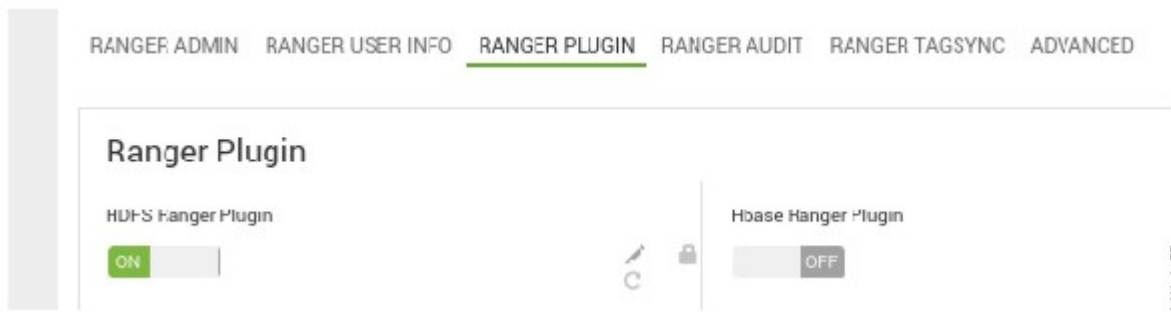 RANGER ADMIN RANGER USER INFO RANGER PLUGIN RANGER AUDIT RANGER TAGSYNC ADVANCED
Ranger Plugin
HDFS Ranger Plugin Hbase Ranger Plugin
ON OFF